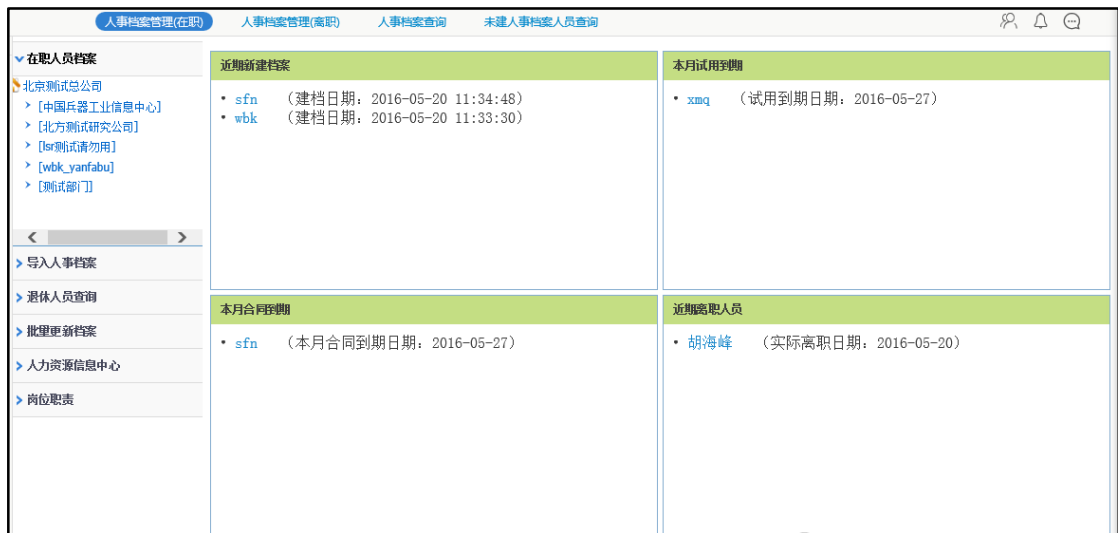 人事档案管理(在职) 人事档案管理(离职) 人事档案查询 未建人事档案人员查询
在职人员档案
北京测试总公司
[中国兵器工业信息中心]
[北方测试研究公司]
[lsr测试请勿用]
[wbk_yanfabu]
[测试部门]
导入人事档案
退休人员查询
批量更新档案
人力资源信息中心
岗位职责
近期新建档案
• sfn （建档日期：2016-05-20 11:34:48）
• wbk （建档日期：2016-05-20 11:33:30）
本月试用到期
• xmq （试用到期日期：2016-05-27）
本月合同到期
• sfn （本月合同到期日期：2016-05-27）
近期离职人员
• 胡海峰 （实际离职日期：2016-05-20）